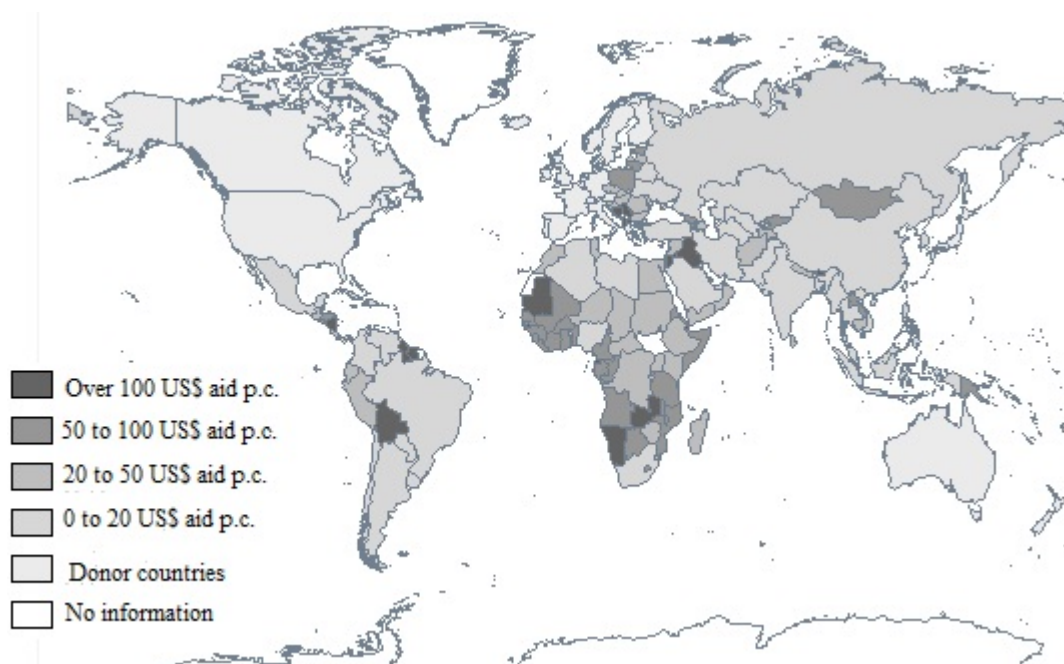 Over 100 US$ aid p.c.
50 to 100 US$ aid p.c.
20 to 50 US$ aid p.c.
0 to 20 US$ aid p.c.
Donor countries
No information